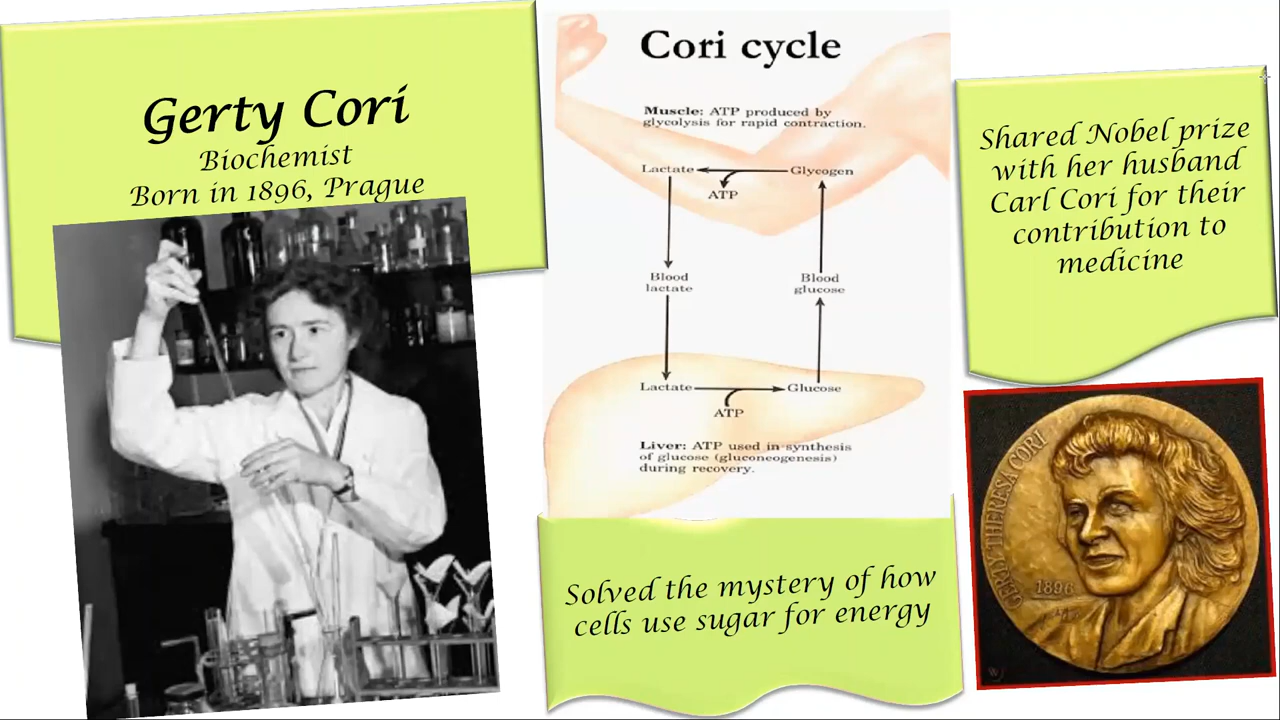 Gerty Cori
Biochemist
Born in 1896, Prague
Cori cycle
Muscle: ATP produced by
glycolysis for rapid contraction.
Lactate
Glycogen
ATP
Blood
lactate
Blood
glucose
Lactate
Glucose
ATP
Liver: ATP used in synthesis
of glucose (gluconeogenesis)
during recovery.
Solved the mystery of how
cells use sugar for energy
Shared Nobel prize
with her husband
Carl Cori for their
contribution to
medicine
GERTY THERESA CORI
1896